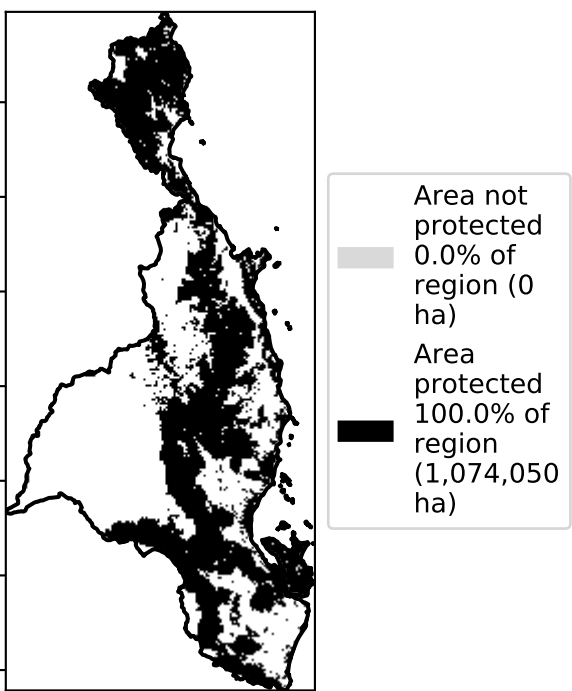 Area not
protected
0.0% of
region (0
ha)
Area
protected
100.0% of
region
(1,074,050
ha)